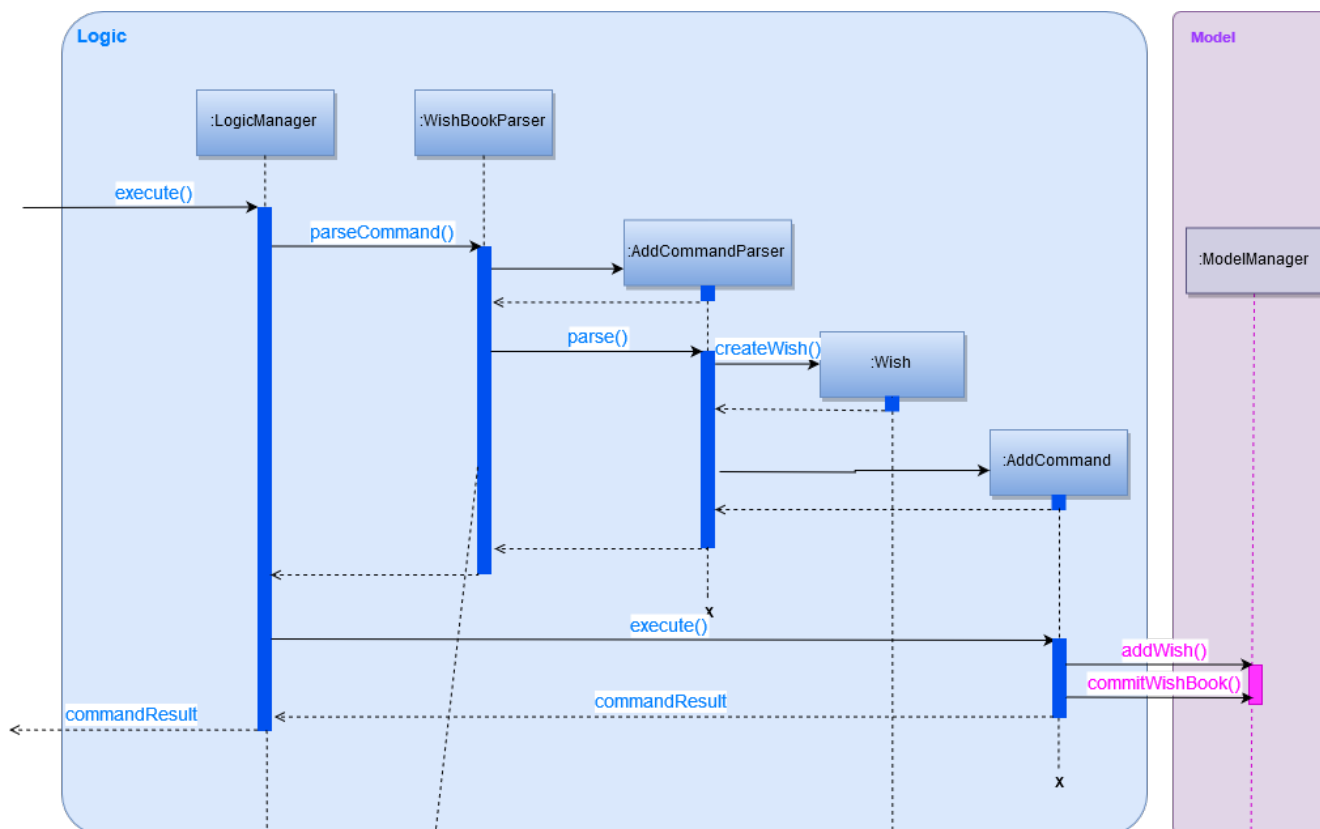 Logic
Model
:LogicManager
:WishBookParser
execute()
parseCommand()
:AddCommandParser
:ModelManager
parse()
createWish()
:Wish
:AddCommand
x
execute()
addWish()
commitWishBook()
commandResult
commandResult
x